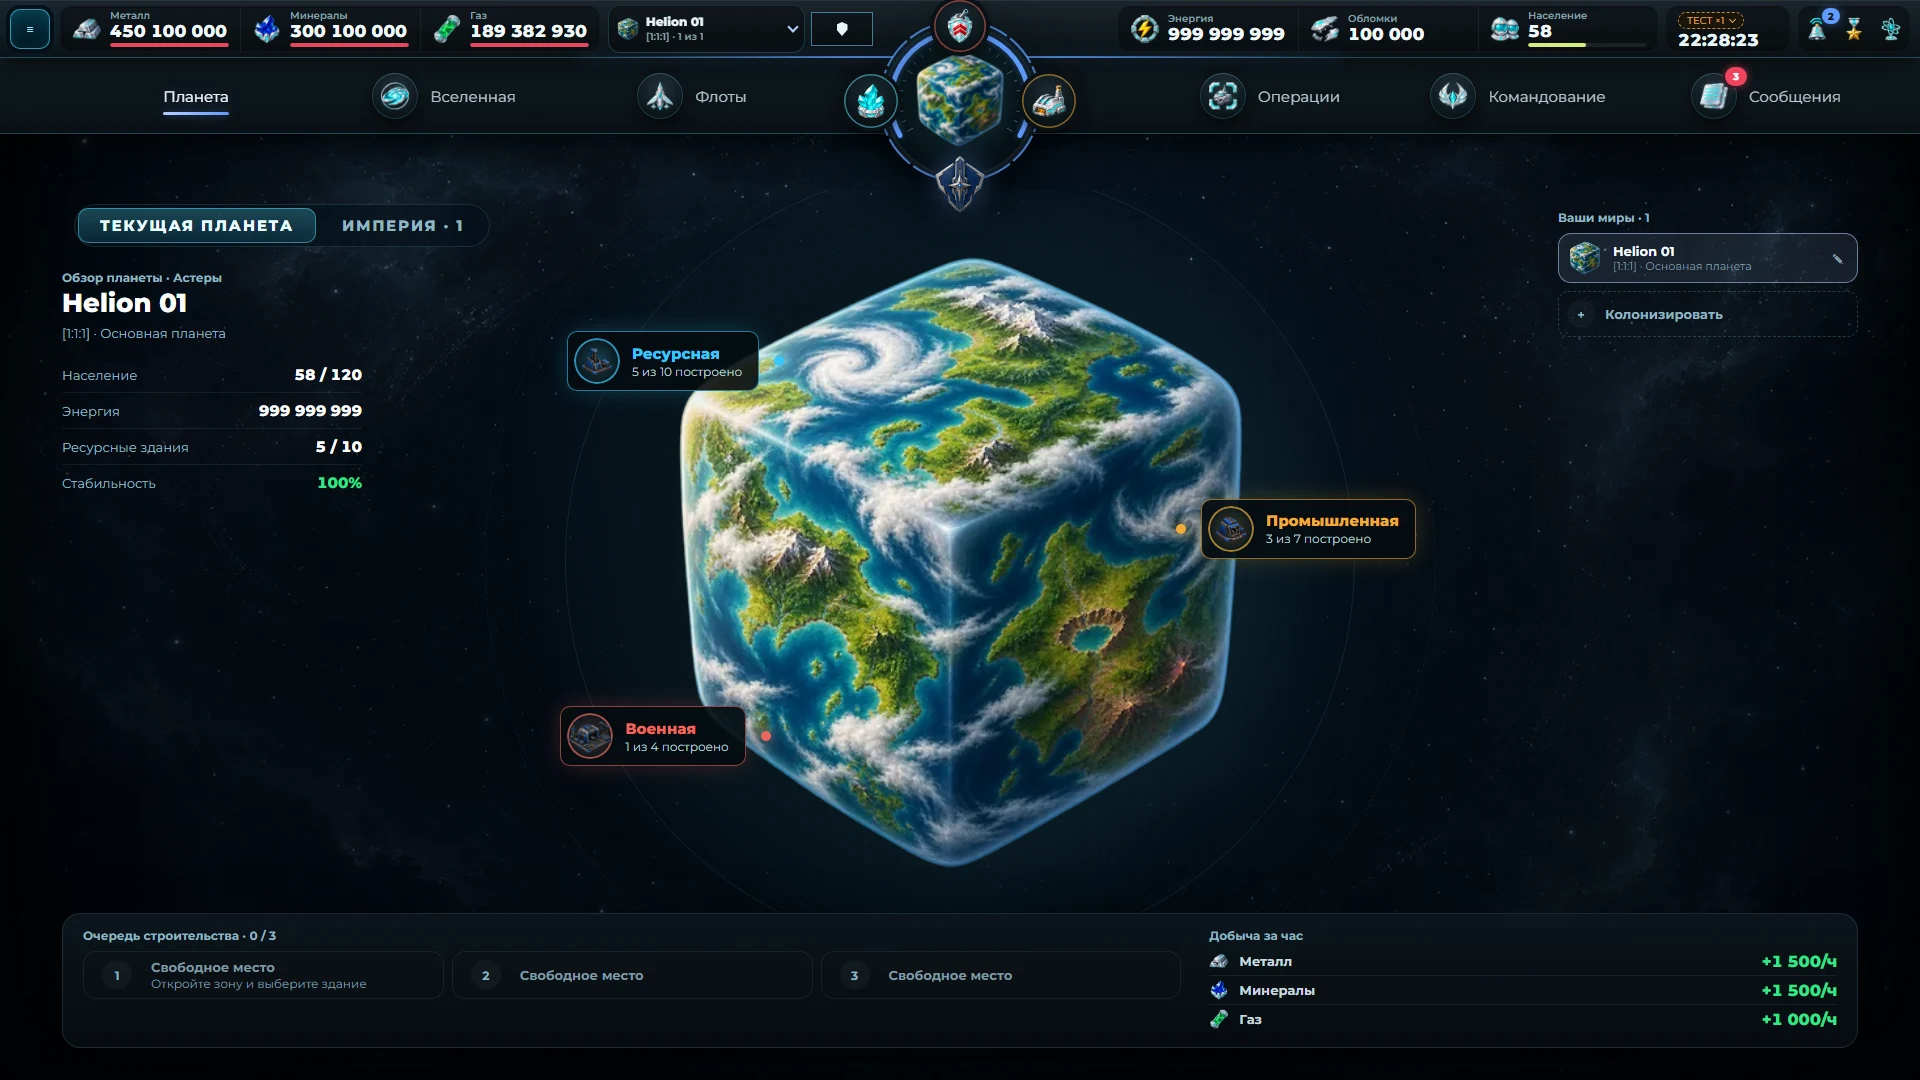 Металл
450 100 000
Минералы
300 100 000
Газ
189 382 930
Helion 01
[1:1:1] · 1 из 1
Энергия
999 999 999
Обломки
100 000
Население
58
ТЕСТ ×1
22:28:23
2
Планета
Вселенная
Флоты
Операции
Командование
3
Сообщения
ТЕКУЩАЯ ПЛАНЕТА
ИМПЕРИЯ · 1
Обзор планеты · Астеры
Helion 01
[1:1:1] · Основная планета
Население 58 / 120
Энергия 999 999 999
Ресурсные здания 5 / 10
Стабильность 100%
Ваши миры · 1
Helion 01
[1:1:1] · Основная планета
+ Колонизировать
Ресурсная
5 из 10 построено
Промышленная
3 из 7 построено
Военная
1 из 4 построено
Очередь строительства · 0 / 3
1 Свободное место
Откройте зону и выберите здание
2 Свободное место
3 Свободное место
Добыча за час
Металл +1 500/ч
Минералы +1 500/ч
Газ +1 000/ч